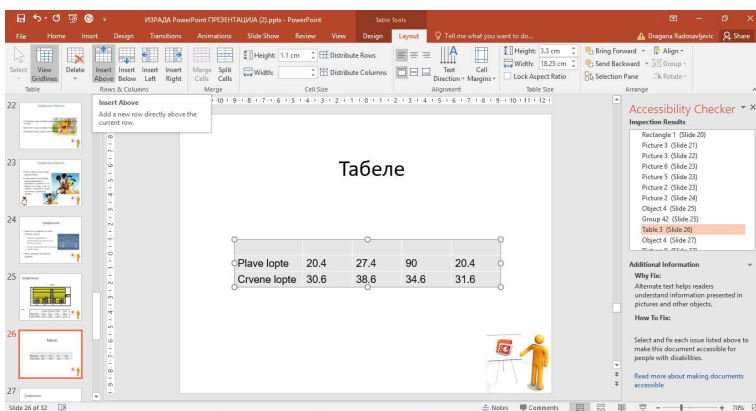 ИЗРАДА PowerPoint ПРЕЗЕНТАЦИЈА (2).pptx - PowerPoint
Table Tools
File Home Insert Design Transitions Animations Slide Show Review View Design Layout Tell me what you want to do... Dragana Radosavljevic Share
Select View Gridlines Delete Insert Above Insert Below Insert Left Insert Right Merge Cells Split Cells
Height: 1.1 cm Distribute Rows
Width: Distribute Columns
Text Direction Cell Margins
Height: 3.3 cm
Width: 18.25 cm
Lock Aspect Ratio
Bring Forward Align
Send Backward Group
Selection Pane Rotate
Table Rows & Columns Merge Cell Size Alignment Table Size Arrange
Insert Above
Add a new row directly above the
current row.
22
23
24
25
26
27
Табеле
Plave lopte 20.4 27.4 90 20.4
Crvene lopte 30.6 38.6 34.6 31.6
Accessibility Checker
Inspection Results
Rectangle 1 (Slide 20)
Picture 3 (Slide 21)
Picture 3 (Slide 22)
Picture 6 (Slide 23)
Picture 5 (Slide 23)
Picture 2 (Slide 23)
Picture 2 (Slide 24)
Object 4 (Slide 25)
Group 42 (Slide 25)
Table 3 (Slide 26)
Object 4 (Slide 27)
Additional Information
Why Fix:
Alternate text helps readers
understand information presented in
pictures and other objects.
How To Fix:
Select and fix each issue listed above to
make this document accessible for
people with disabilities.
Read more about making documents
accessible
Slide 26 of 32 Notes Comments 70%